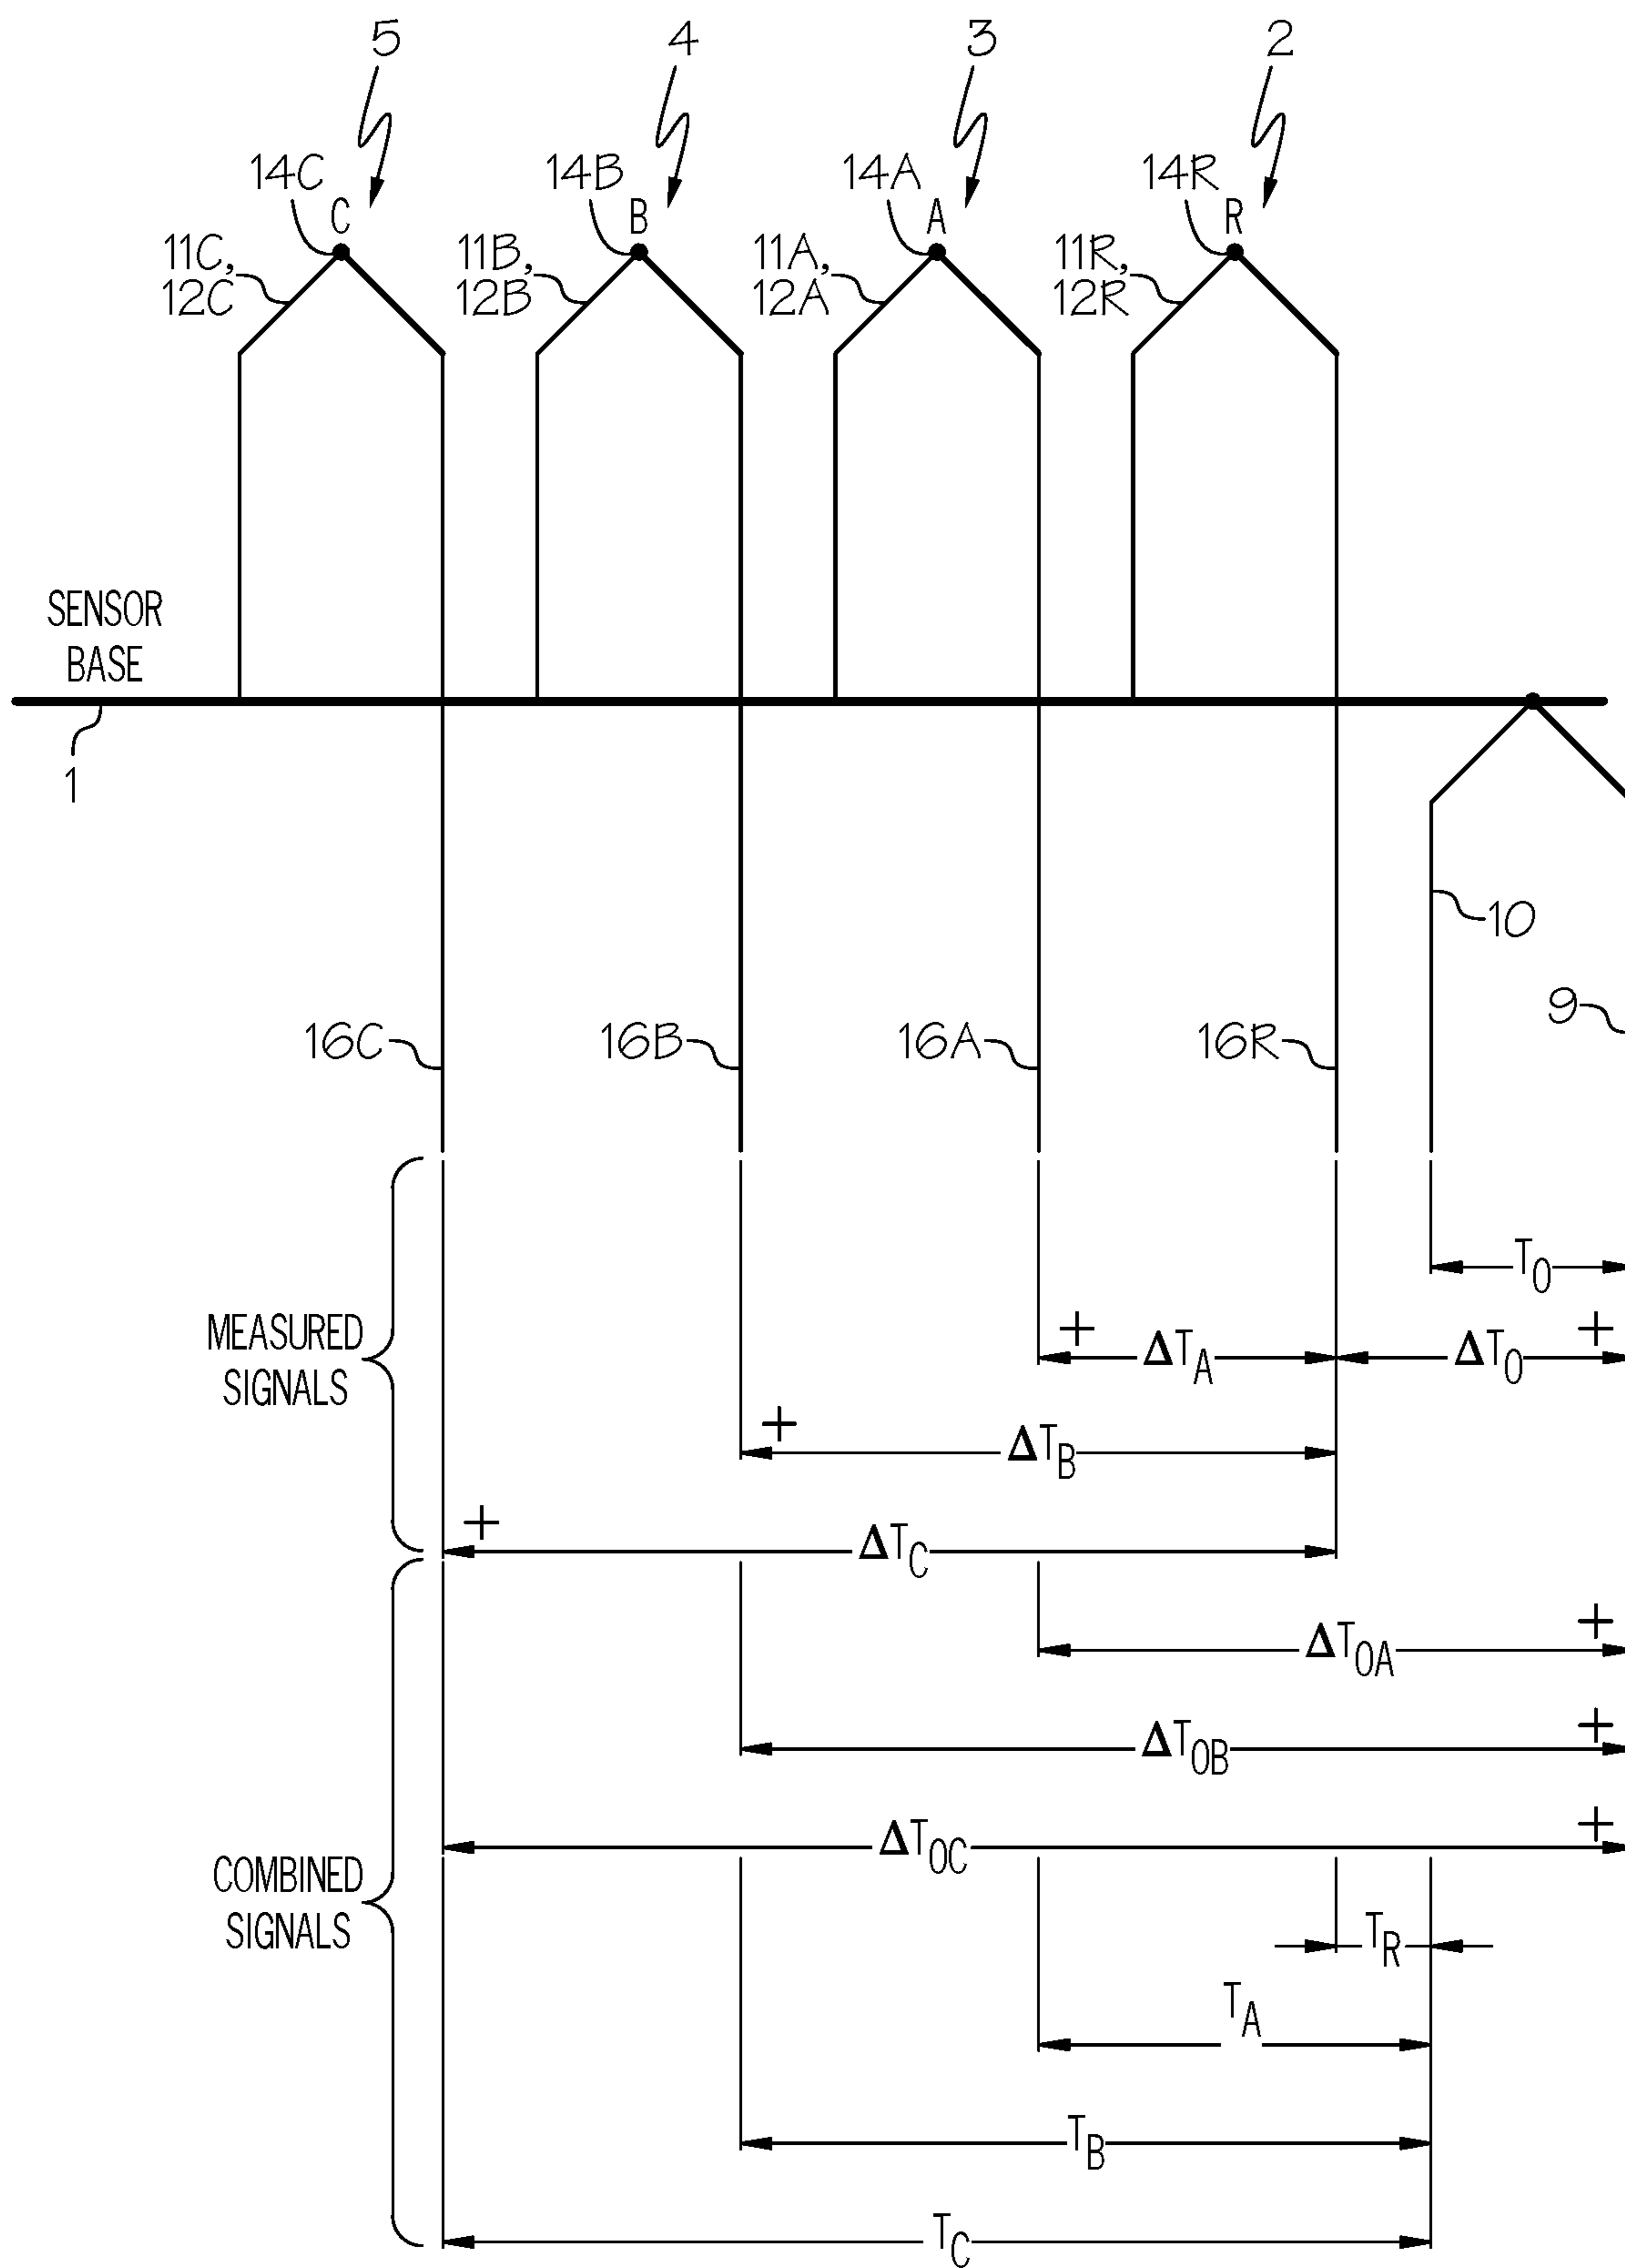 5 4 3 2
14C 14B 14A 14R
C B A R
11C, 11B, 11A, 11R,
12C 12B 12A 12R
SENSOR
BASE
1
10
9
16C 16B 16A 16R
T0
MEASURED
SIGNALS
+ ΔTA ΔT0 +
+ ΔTB
+ ΔTC
ΔT0A +
ΔT0B +
ΔT0C +
COMBINED
SIGNALS
TR
TA
TB
TC